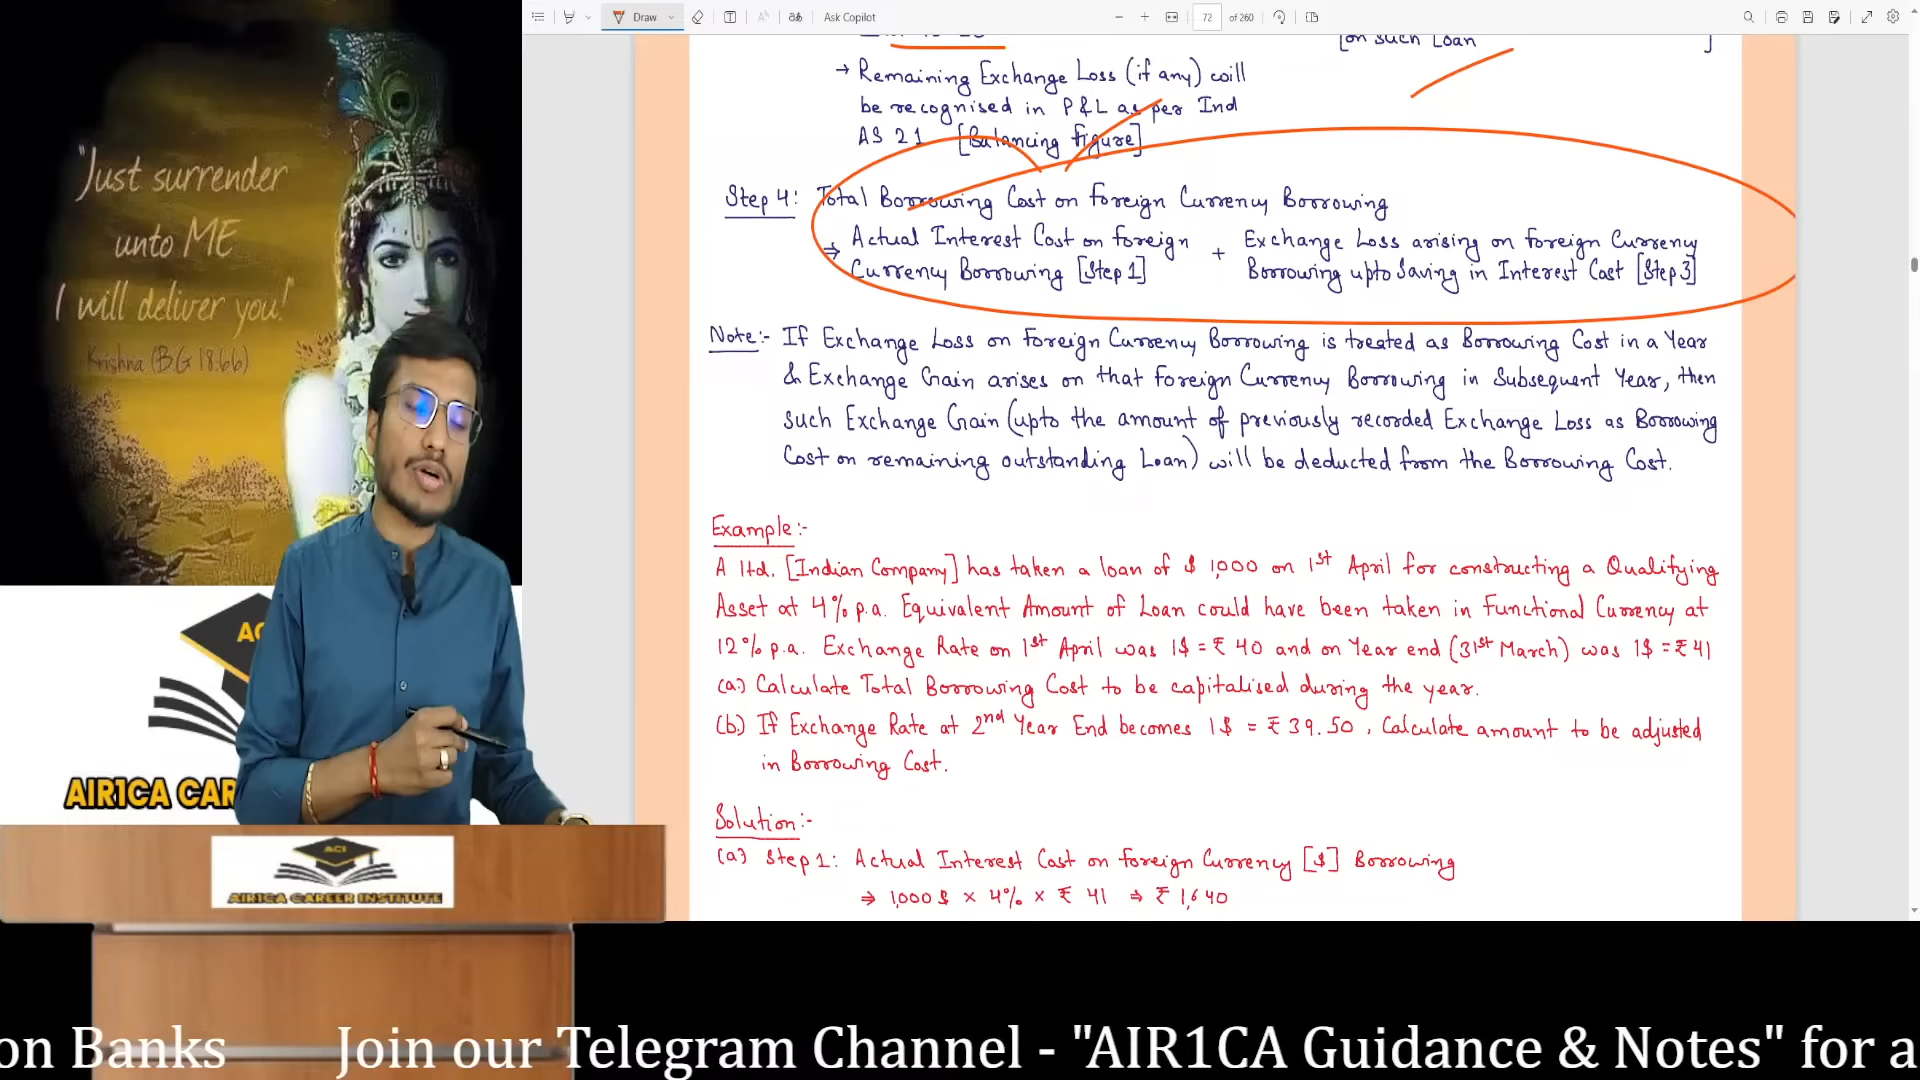 Draw
Ask Copilot
72
of 260
"Just surrender
unto ME
I will deliver you!"
Krishna (B.G 18.66)
[on such Loan ]
→ Remaining Exchange Loss (if any) will
be recognised in P&L as per Ind
AS 21 [Balancing figure]
Step 4: Total Borrowing Cost on Foreign Currency Borrowing
⇒ Actual Interest Cost on foreign
Currency Borrowing [Step 1]
+
Exchange Loss arising on foreign Currency
Borrowing upto Saving in Interest Cost [Step 3]
Note:- If Exchange Loss on Foreign Currency Borrowing is treated as Borrowing Cost in a Year
& Exchange Gain arises on that Foreign Currency Borrowing in Subsequent Year, then
such Exchange Gain (upto the amount of previously recorded Exchange Loss as Borrowing
Cost on remaining outstanding Loan) will be deducted from the Borrowing Cost.
Example:-
A ltd. [Indian Company] has taken a loan of $ 1,000 on 1st April for constructing a Qualifying
Asset at 4% p.a. Equivalent Amount of Loan could have been taken in Functional Currency at
12% p.a. Exchange Rate on 1st April was 1$ = ₹ 40 and on Year end (31st March) was 1$ = ₹ 41
(a.) Calculate Total Borrowing Cost to be capitalised during the year.
(b.) If Exchange Rate at 2nd Year End becomes 1$ = ₹ 39.50, Calculate amount to be adjusted
in Borrowing Cost.
Solution:-
(a) Step 1: Actual Interest Cost on Foreign Currency [$] Borrowing
⇒ 1,000 $ × 4% × ₹ 41 ⇒ ₹ 1,640
AC
AIR1CA CAR
ACI
AIR1CA CAREER INSTITUTE
on Banks Join our Telegram Channel - "AIR1CA Guidance & Notes" for a